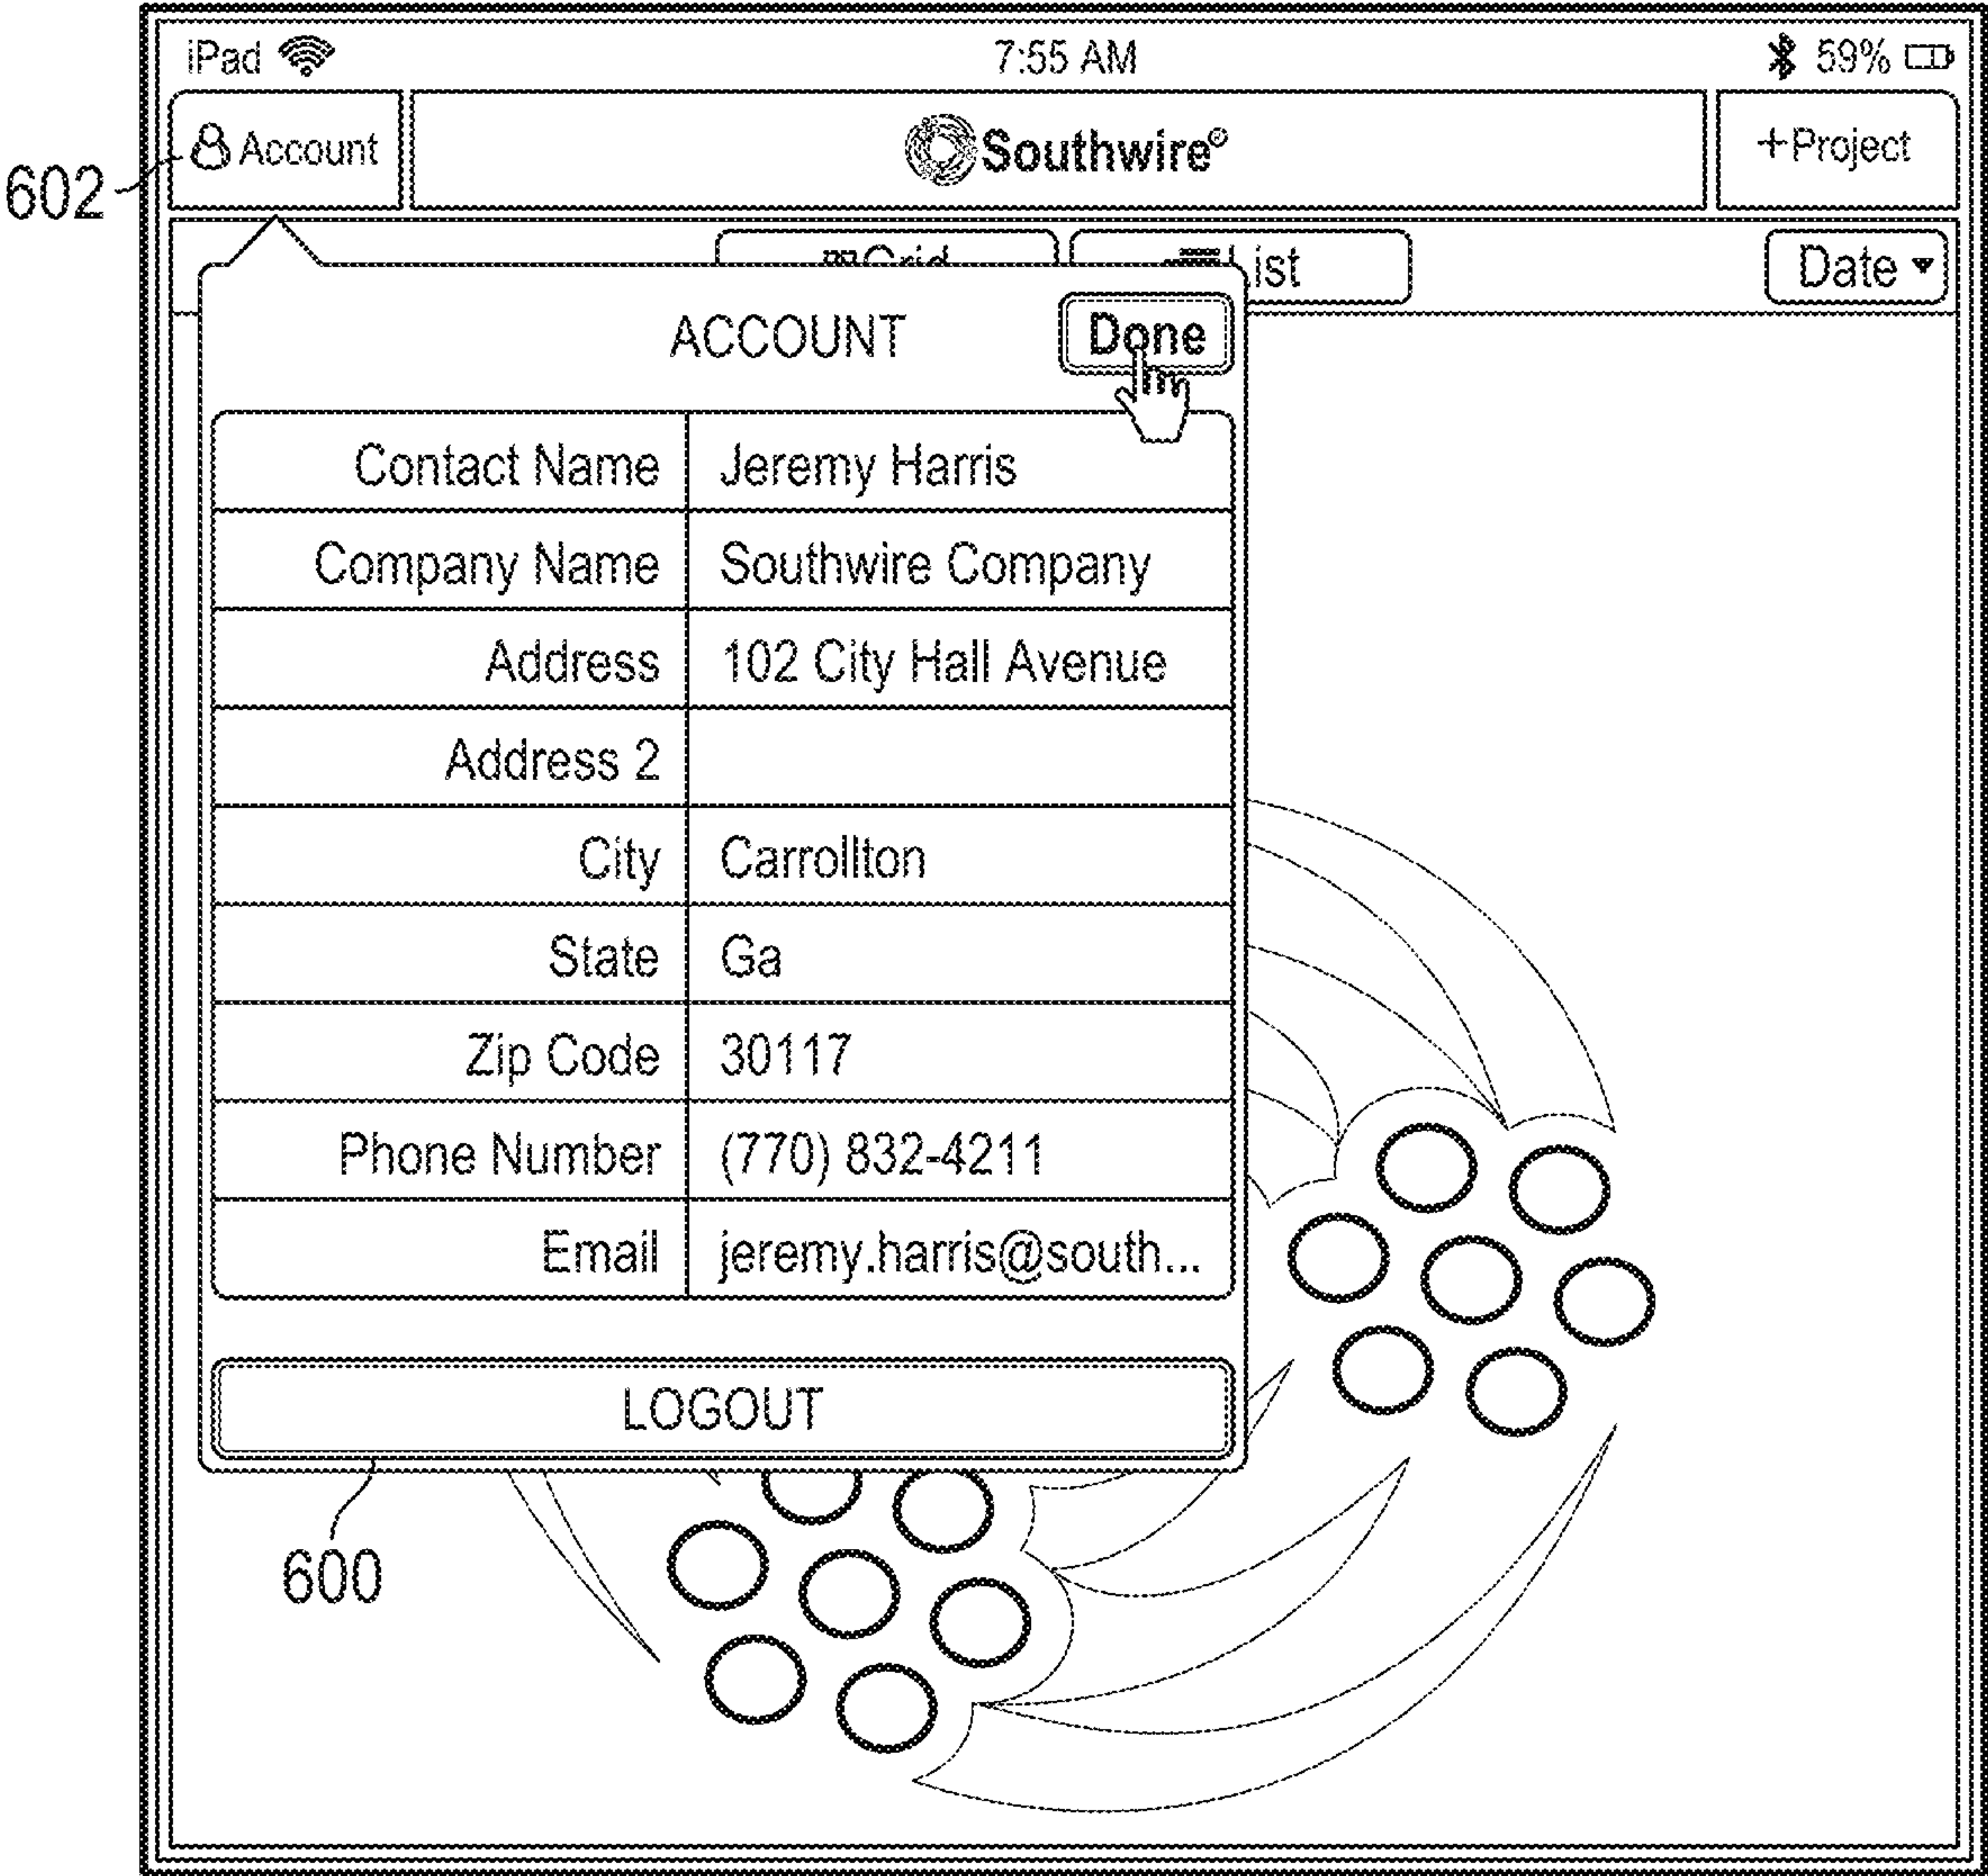 iPad 7:55 AM 59%
602
Account Southwire® +Project
Grid List Date
ACCOUNT Done
Contact Name Jeremy Harris
Company Name Southwire Company
Address 102 City Hall Avenue
Address 2
City Carrollton
State Ga
Zip Code 30117
Phone Number (770) 832-4211
Email jeremy.harris@south...
LOGOUT
600